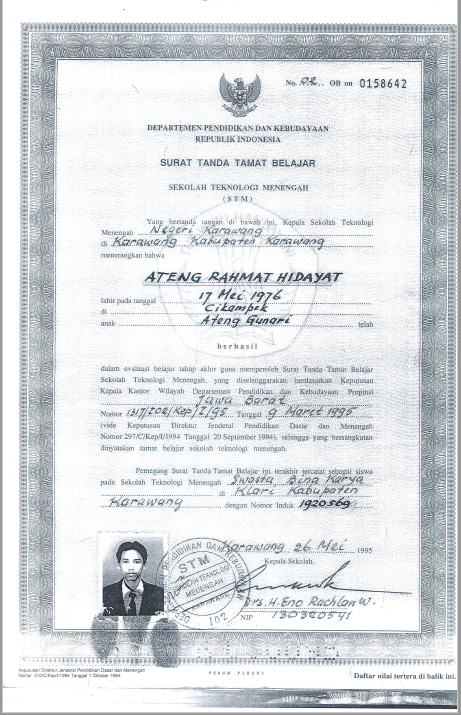 No. 02.. OB on 0158642
DEPARTEMEN PENDIDIKAN DAN KEBUDAYAAN
REPUBLIK INDONESIA
SURAT TANDA TAMAT BELAJAR
SEKOLAH TEKNOLOGI MENENGAH
(STM)
Yang bertanda tangan di bawah ini, Kepala Sekolah Teknologi
Menengah Negeri Karawang
di Karawang Kabupaten Karawang
menerangkan bahwa
ATENG RAHMAT HIDAYAT
lahir pada tanggal 17 Mei 1976
di Cikampek
anak Ateng Gunari telah
berhasil
dalam evaluasi belajar tahap akhir guna memperoleh Surat Tanda Tamat Belajar
Sekolah Teknologi Menengah, yang diselenggarakan berdasarkan Keputusan
Kepala Kantor Wilayah Departemen Pendidikan dan Kebudayaan Propinsi
Jawa Barat
Nomor 1317/I02/Kep/I/95 Tanggal 9 Maret 1995
(vide Keputusan Direktur Jenderal Pendidikan Dasar dan Menengah
Nomor 297/C/Kep/I/1994 Tanggal 20 September 1994), sehingga yang bersangkutan
dinyatakan tamat belajar sekolah teknologi menengah.
Pemegang Surat Tanda Tamat Belajar ini terakhir tercatat sebagai siswa
pada Sekolah Teknologi Menengah Swasta Bina Karya
di Klari Kabupaten
Karawang dengan Nomor Induk 1920569
Karawang 26 Mei 1995
Kepala Sekolah,
STM
MENENGAH
KARAWANG
Drs. H. Eno Rachlan W.
NIP 130320541
Keputusan Direktur Jenderal Pendidikan Dasar dan Menengah
Nomor 310/C/Kep/I/1994 Tanggal 1 Oktober 1994.
PERUM PERURI
Daftar nilai tertera di balik ini.